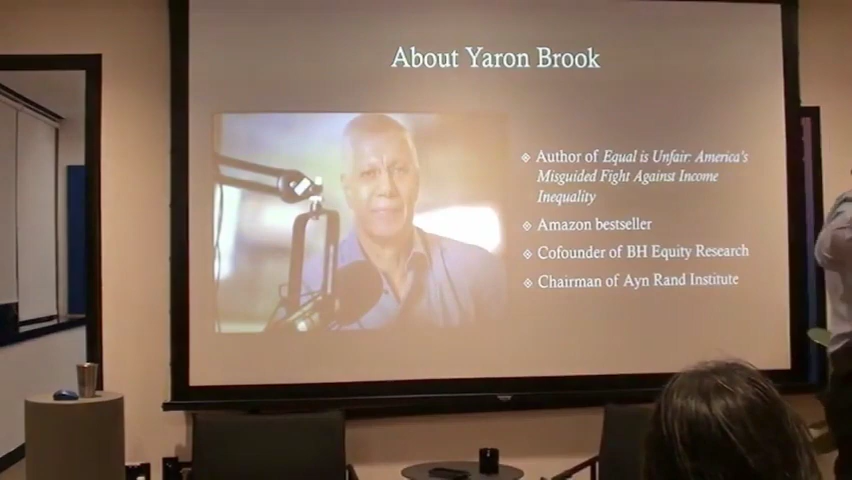 About Yaron Brook
Author of Equal is Unfair: America's
Misguided Fight Against Income
Inequality
Amazon bestseller
Cofounder of BH Equity Research
Chairman of Ayn Rand Institute